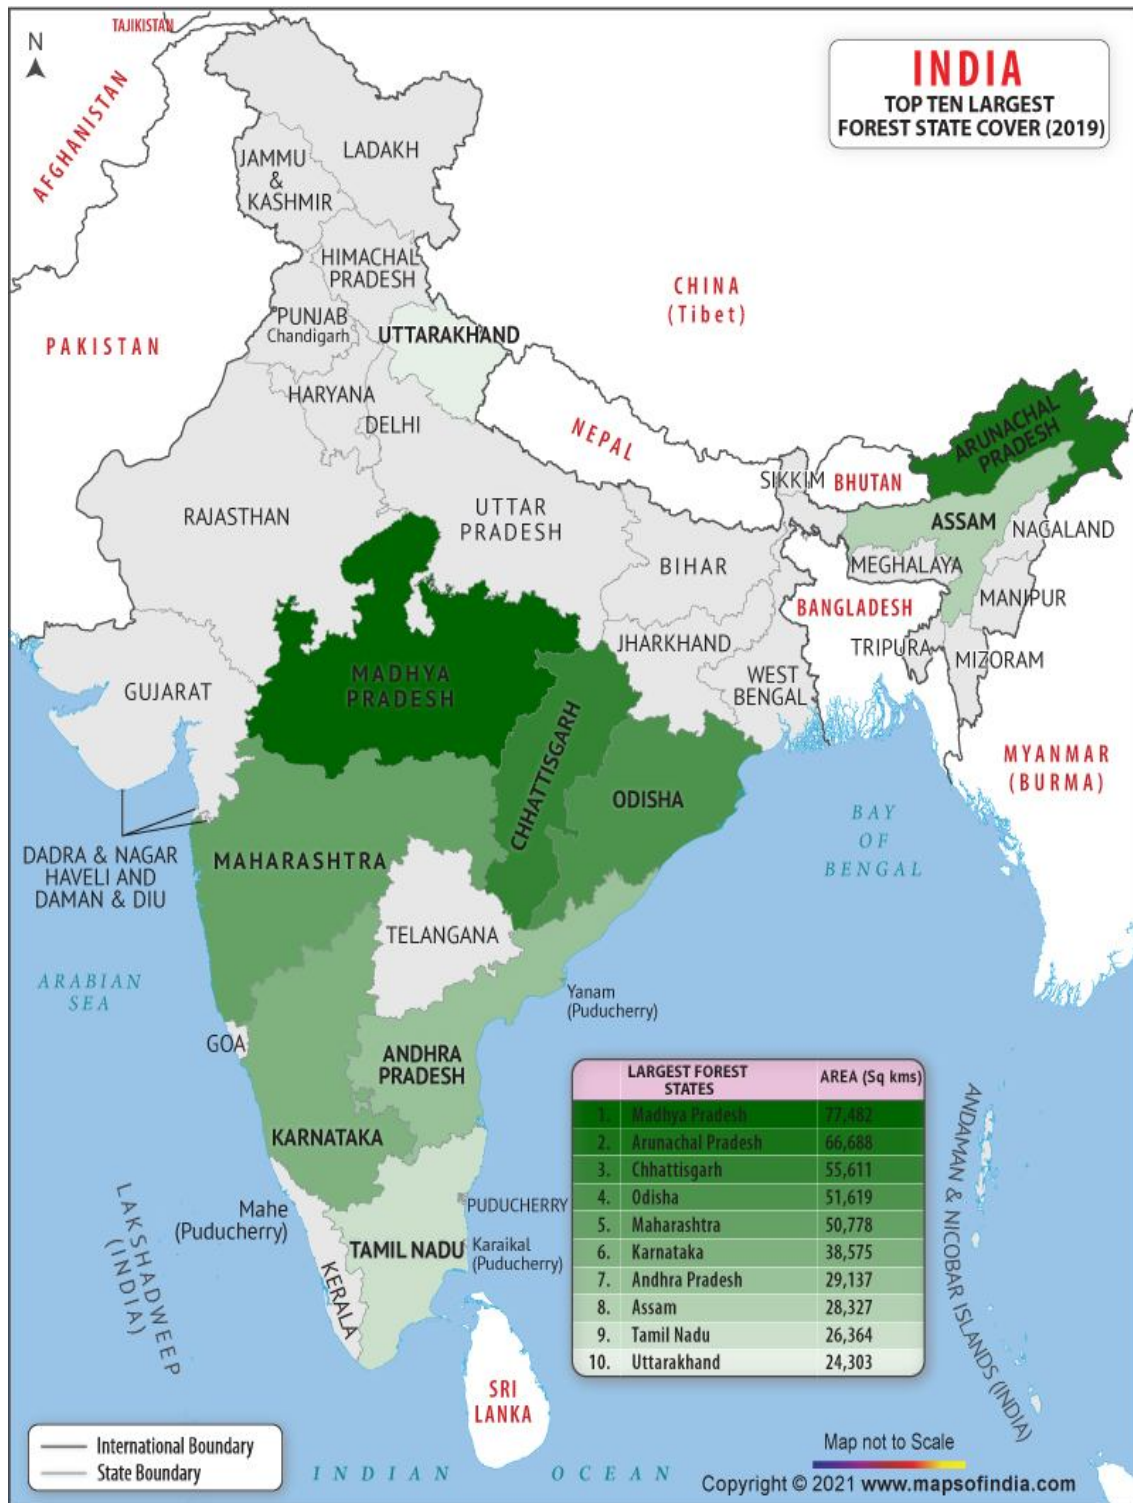 N
TAJIKISTAN
AFGHANISTAN
INDIA
TOP TEN LARGEST
FOREST STATE COVER (2019)
LADAKH
JAMMU
&
KASHMIR
HIMACHAL
PRADESH
CHINA
(Tibet)
PUNJAB
Chandigarh
UTTARAKHAND
PAKISTAN
HARYANA
DELHI
NEPAL
ARUNACHAL
PRADESH
SIKKIM
BHUTAN
RAJASTHAN
UTTAR
PRADESH
ASSAM
NAGALAND
BIHAR
MEGHALAYA
BANGLADESH
MANIPUR
JHARKHAND
TRIPURA
MIZORAM
GUJARAT
MADHYA
PRADESH
WEST
BENGAL
CHHATTISGARH
ODISHA
MYANMAR
(BURMA)
BAY
OF
BENGAL
DADRA & NAGAR
HAVELI AND
DAMAN & DIU
MAHARASHTRA
TELANGANA
ARABIAN
SEA
Yanam
(Puducherry)
GOA
ANDHRA
PRADESH
KARNATAKA
LARGEST FOREST
STATES
AREA (Sq kms)
1. Madhya Pradesh 77,482
2. Arunachal Pradesh 66,688
3. Chhattisgarh 55,611
4. Odisha 51,619
5. Maharashtra 50,778
6. Karnataka 38,575
7. Andhra Pradesh 29,137
8. Assam 28,327
9. Tamil Nadu 26,364
10. Uttarakhand 24,303
ANDAMAN & NICOBAR ISLANDS (INDIA)
LAKSHADWEEP
(INDIA)
Mahe
(Puducherry)
PUDUCHERRY
TAMIL NADU
Karaikal
(Puducherry)
KERALA
SRI
LANKA
International Boundary
State Boundary
INDIAN OCEAN
Map not to Scale
Copyright © 2021 www.mapsofindia.com